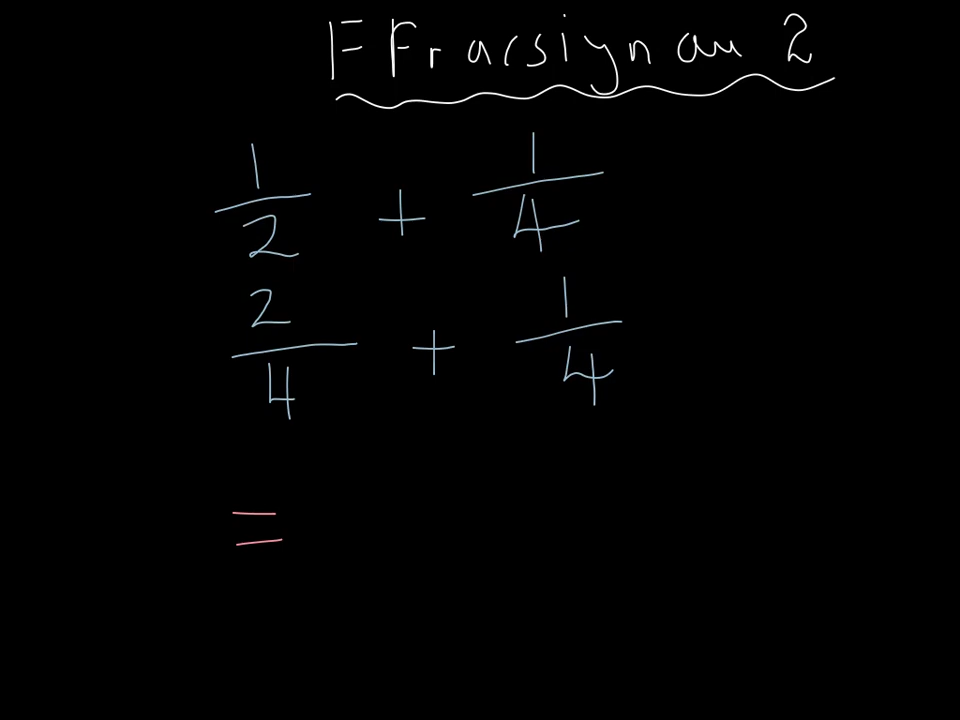 FFracsiynau 2
1/2 + 1/4
2/4 + 1/4
=